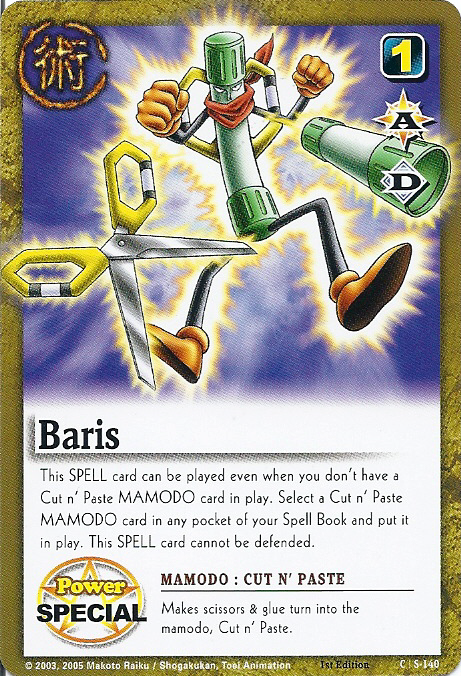 術
1
A
D
Baris
This SPELL card can be played even when you don't have a
Cut n' Paste MAMODO card in play. Select a Cut n' Paste
MAMODO card in any pocket of your Spell Book and put it
in play. This SPELL card cannot be defended.
Power
SPECIAL
MAMODO : CUT N' PASTE
Makes scissors & glue turn into the
mamodo, Cut n' Paste.
© 2003, 2005 Makoto Raiku / Shogakukan, Toei Animation 1st Edition C | S-140